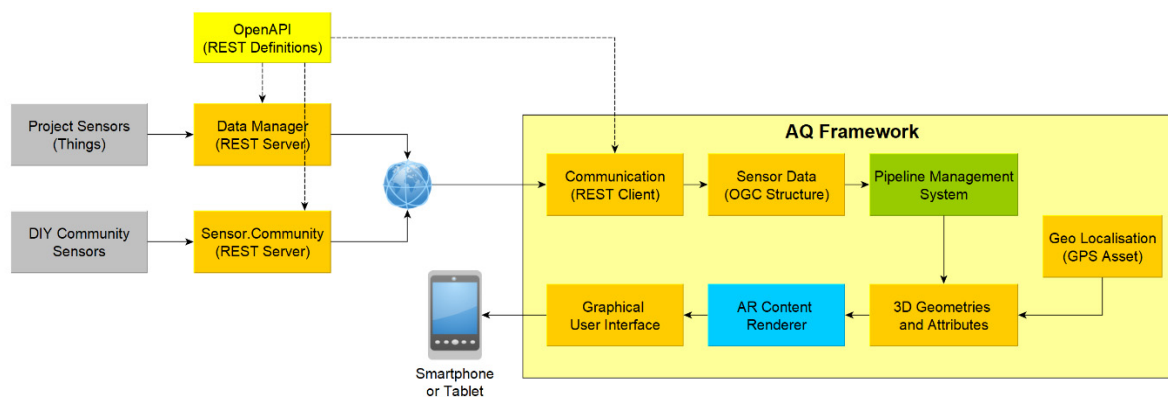 OpenAPI
(REST Definitions)
Project Sensors
(Things)
Data Manager
(REST Server)
DIY Community
Sensors
Sensor.Community
(REST Server)
AQ Framework
Communication
(REST Client)
Sensor Data
(OGC Structure)
Pipeline Management
System
Geo Localisation
(GPS Asset)
3D Geometries
and Attributes
AR Content
Renderer
Graphical
User Interface
Smartphone
or Tablet